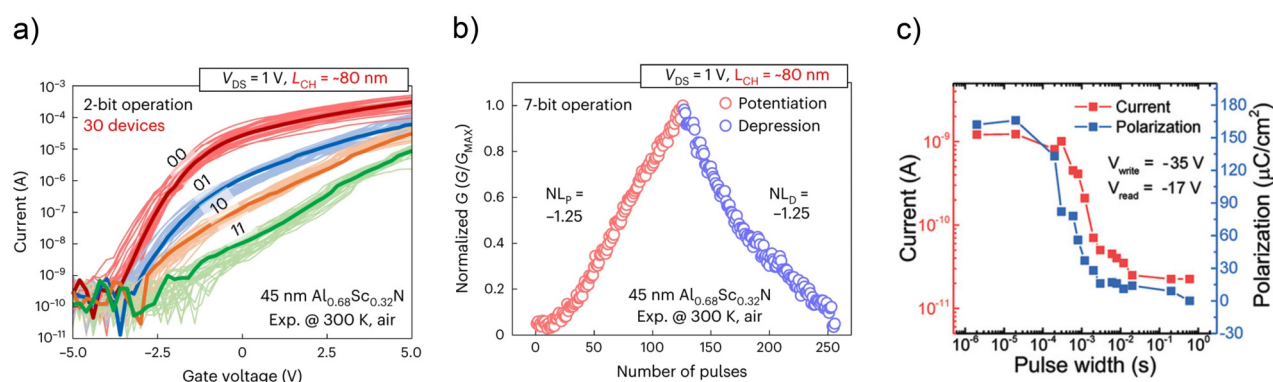 a)
V_DS = 1 V, L_CH = ~80 nm
2-bit operation
30 devices
00
01
10
11
45 nm Al_0.68Sc_0.32N
Exp. @ 300 K, air
Current (A)
10^-3
10^-4
10^-5
10^-6
10^-7
10^-8
10^-9
10^-10
10^-11
-5.0 -2.5 0 2.5 5.0
Gate voltage (V)
b)
V_DS = 1 V, L_CH = ~80 nm
7-bit operation
Potentiation
Depression
NL_P =
-1.25
NL_D =
-1.25
45 nm Al_0.68Sc_0.32N
Exp. @ 300 K, air
Normalized G (G/G_MAX)
1.0
0.8
0.6
0.4
0.2
0
0 50 100 150 200 250
Number of pulses
c)
Current
Polarization
V_write = -35 V
V_read = -17 V
Current (A)
10^-9
10^-10
10^-11
Polarization (μC/cm^2)
180
150
120
90
60
30
0
-30
10^-6 10^-5 10^-4 10^-3 10^-2 10^-1 10^0
Pulse width (s)